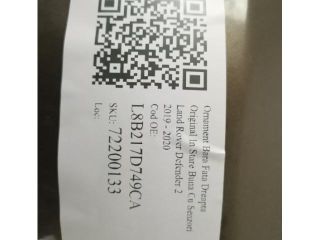 Ornament Bara Fata Dreapta
Original In Stare Buna Cu Senzori
Land Rover Defender 2
2019 - 2020
Cod OE:
L8B217D749CA
SKU: 72200133
Loc: